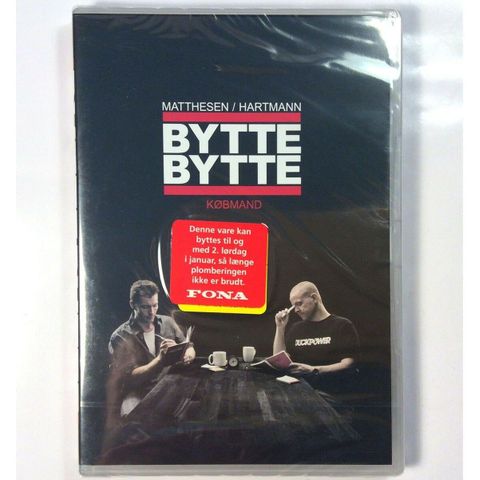 MATTHESEN / HARTMANN
BYTTE
BYTTE
KØBMAND
Denne vare kan
byttes til og
med 2. lørdag
i januar, så længe
plomberingen
ikke er brudt.
FONA
DUCKPOWER